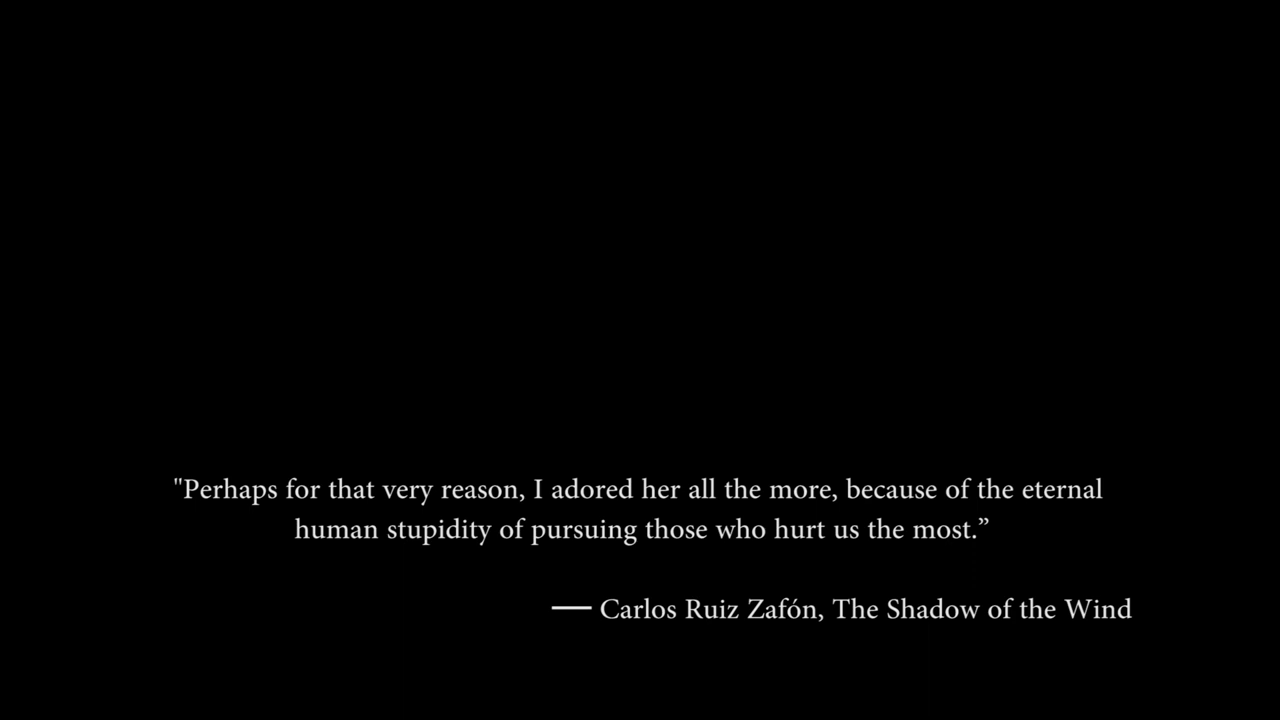 "Perhaps for that very reason, I adored her all the more, because of the eternal
human stupidity of pursuing those who hurt us the most.”
— Carlos Ruiz Zafón, The Shadow of the Wind